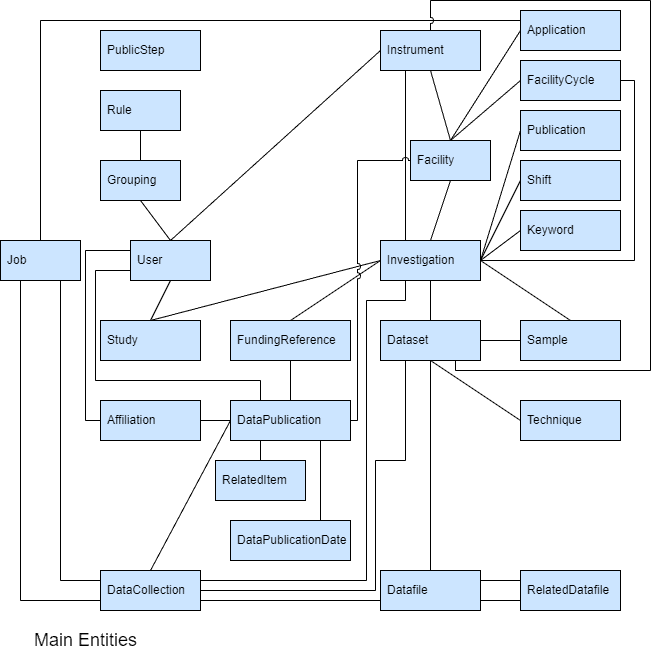 Application
PublicStep
Instrument
FacilityCycle
Rule
Publication
Facility
Grouping
Shift
Keyword
Job
User
Investigation
Study
FundingReference
Dataset
Sample
Affiliation
DataPublication
Technique
RelatedItem
DataPublicationDate
DataCollection
Datafile
RelatedDatafile
Main Entities